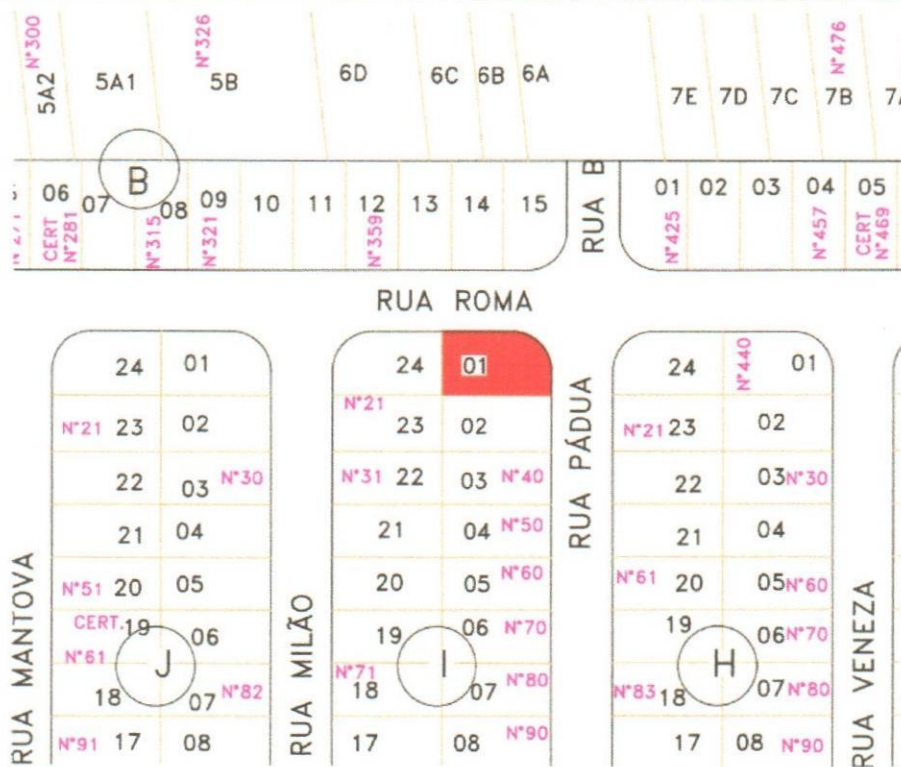 N°300
5A2
5A1
N°326
5B
6D
6C
6B
6A
7E
7D
7C
N°476
7B
B
06
CERT
N°281
07
N°315
08
09
N°321
10
11
12
N°359
13
14
15
RUA B
01
N°425
02
03
04
N°457
05
CERT
N°469
RUA ROMA
24
01
N°21
23
02
22
03
N°30
21
04
N°51
20
05
CERT.
19
06
N°61
J
18
07
N°82
N°91
17
08
RUA MANTOVA
RUA MILÃO
24
01
N°21
23
02
N°31
22
03
N°40
21
04
N°50
20
05
N°60
19
06
N°70
N°71
I
18
07
N°80
17
08
N°90
RUA PÁDUA
24
N°440
01
N°21
23
02
22
03
N°30
21
04
N°61
20
05
N°60
19
06
N°70
H
N°83
18
07
N°80
17
08
N°90
RUA VENEZA